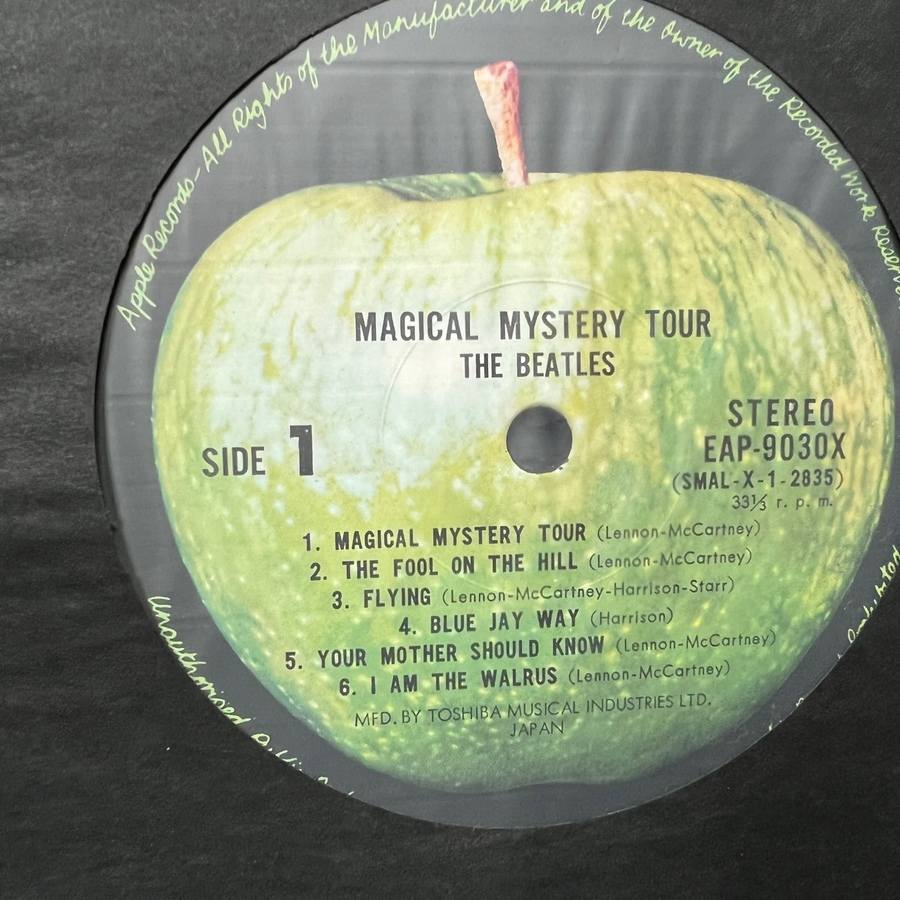 Apple Records-All Rights of the Manufacturer and of the Owner of the Recorded Work
MAGICAL MYSTERY TOUR
THE BEATLES
STEREO
EAP-9030X
SIDE 1
(SMAL-X-1-2835)
33⅓ r. p. m.
1. MAGICAL MYSTERY TOUR (Lennon-McCartney)
2. THE FOOL ON THE HILL (Lennon-McCartney)
3. FLYING (Lennon-McCartney-Harrison-Starr)
4. BLUE JAY WAY (Harrison)
5. YOUR MOTHER SHOULD KNOW (Lennon-McCartney)
6. I AM THE WALRUS (Lennon-McCartney)
MFD. BY TOSHIBA MUSICAL INDUSTRIES LTD.
JAPAN
Unauthorised